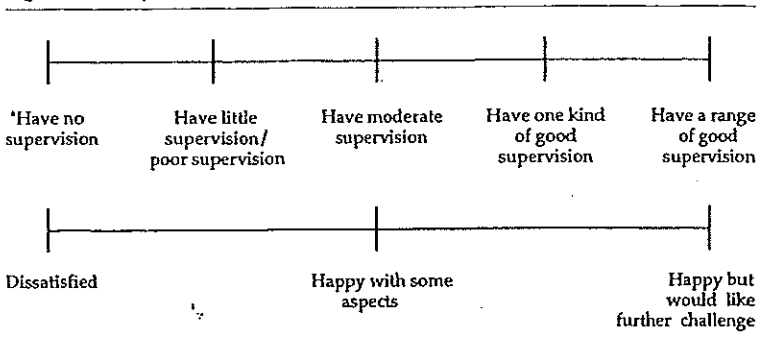 'Have no
supervision
Have little
supervision/
poor supervision
Have moderate
supervision
Have one kind
of good
supervision
Have a range
of good
supervision
Dissatisfied
Happy with some
aspects
Happy but
would like
further challenge